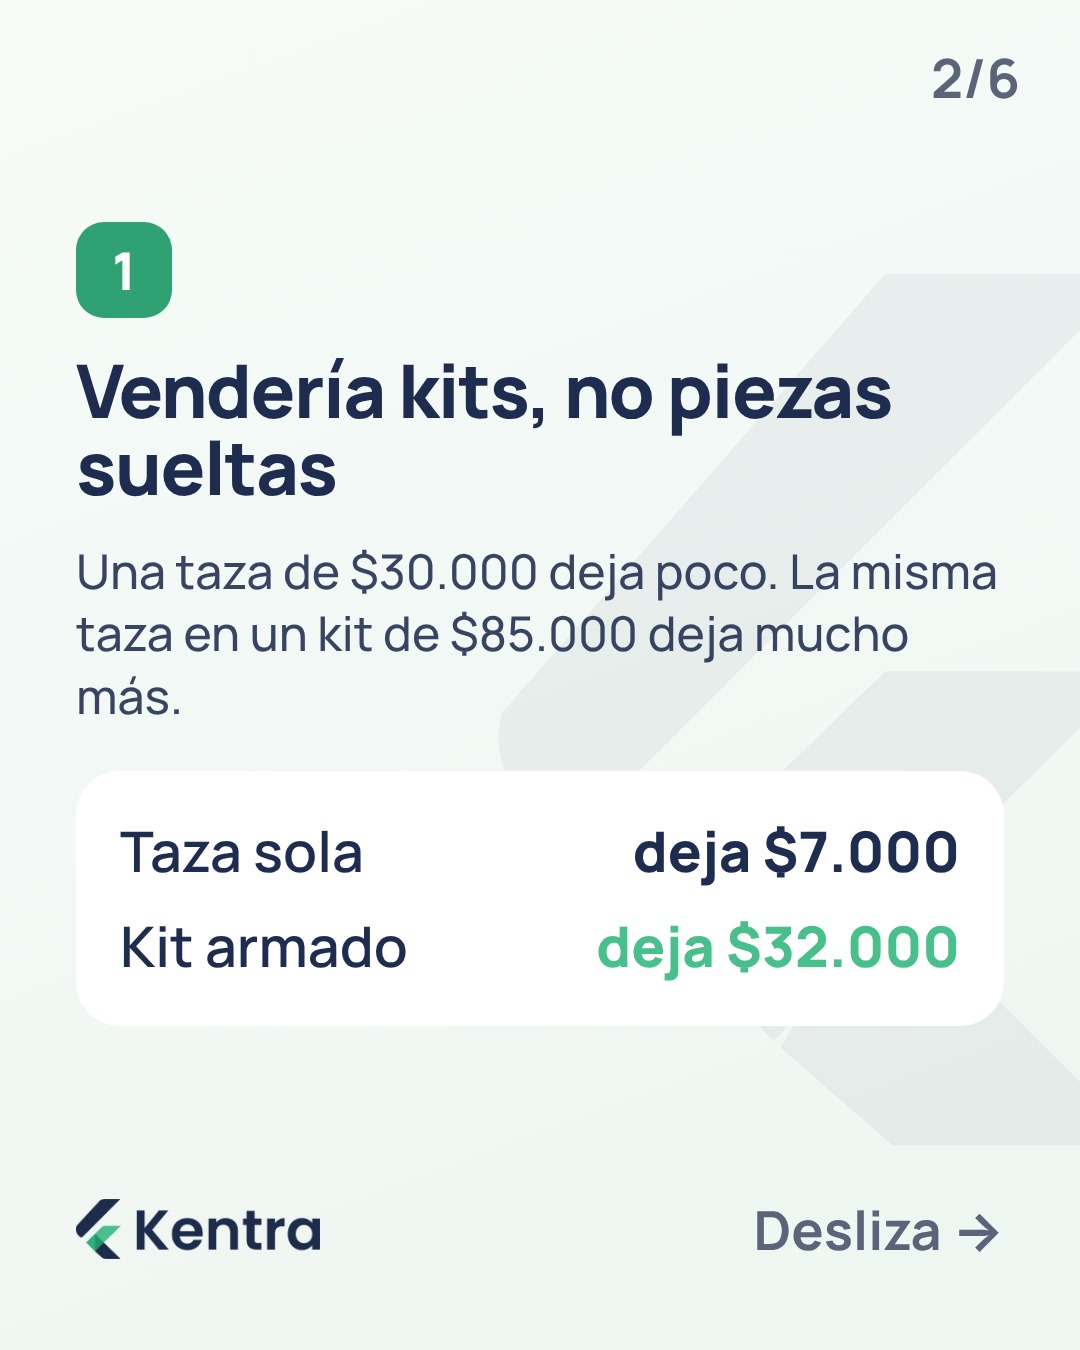 2/6
1
Vendería kits, no piezas
sueltas
Una taza de $30.000 deja poco. La misma
taza en un kit de $85.000 deja mucho
más.
Taza sola deja $7.000
Kit armado deja $32.000
Kentra
Desliza →